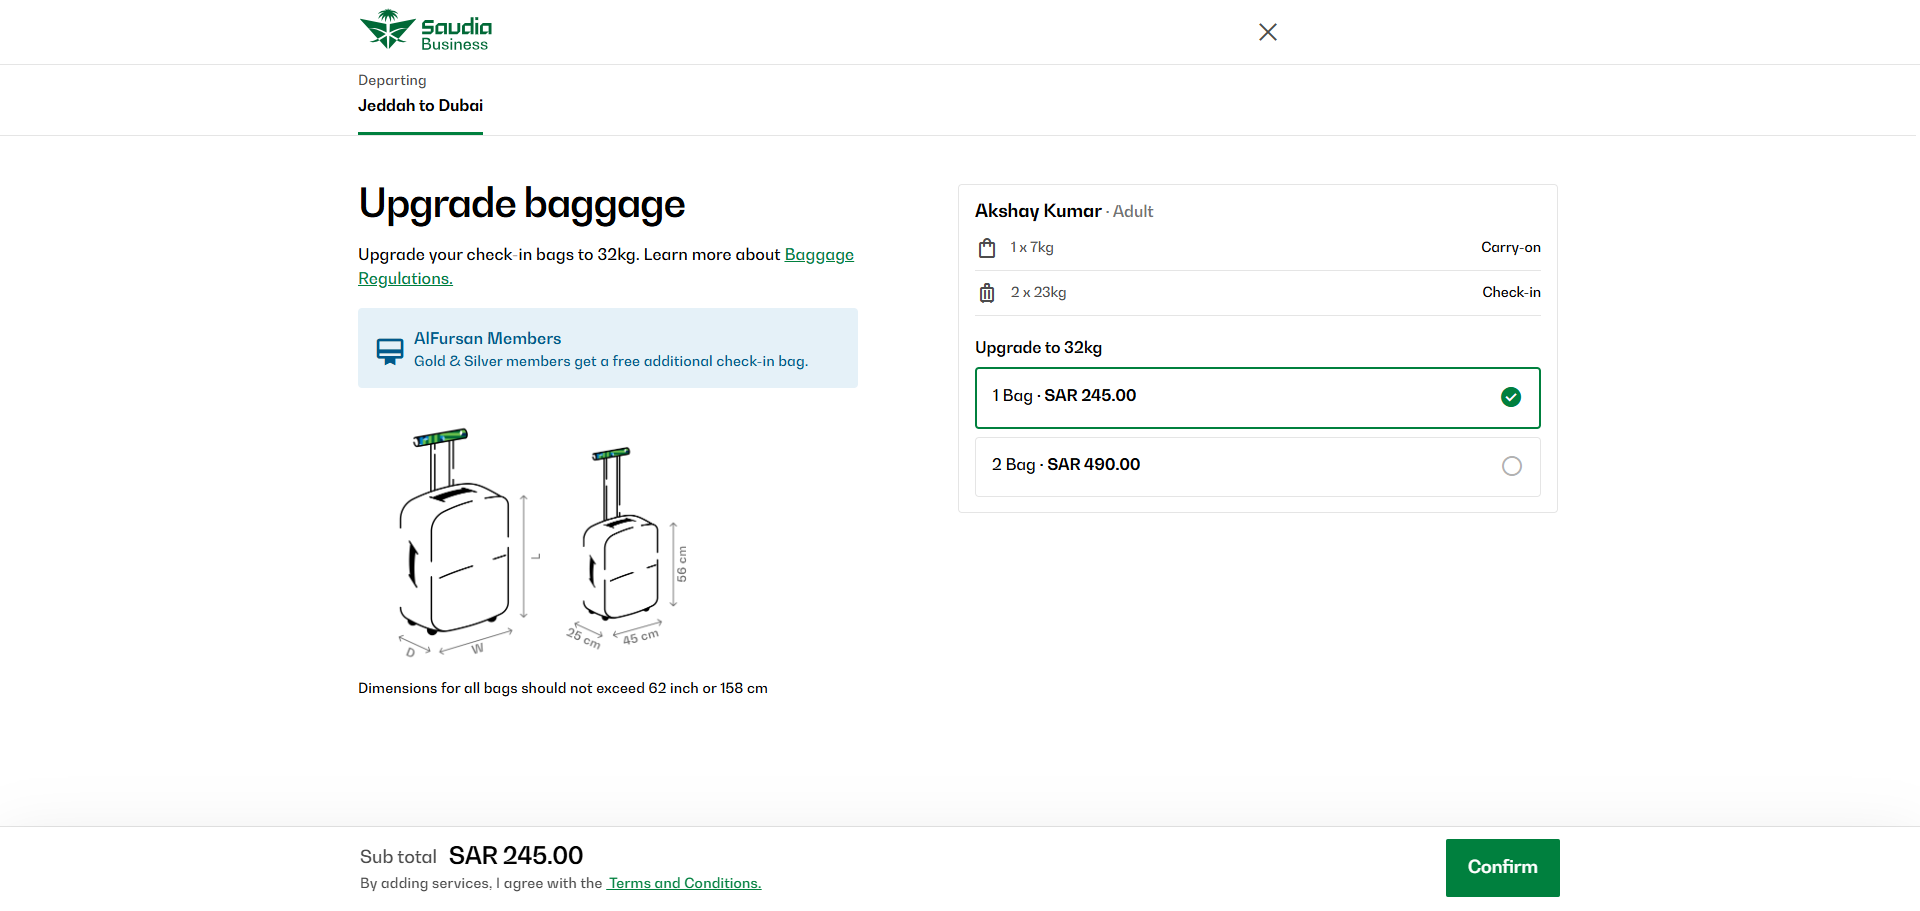 Saudia
Business
Departing
Jeddah to Dubai
Upgrade baggage
Upgrade your check-in bags to 32kg. Learn more about Baggage
Regulations.
AlFursan Members
Gold & Silver members get a free additional check-in bag.
L
D
W
56 cm
25 cm
45 cm
Dimensions for all bags should not exceed 62 inch or 158 cm
Akshay Kumar · Adult
1 x 7kg Carry-on
2 x 23kg Check-in
Upgrade to 32kg
1 Bag · SAR 245.00
2 Bag · SAR 490.00
Sub total SAR 245.00
By adding services, I agree with the Terms and Conditions.
Confirm